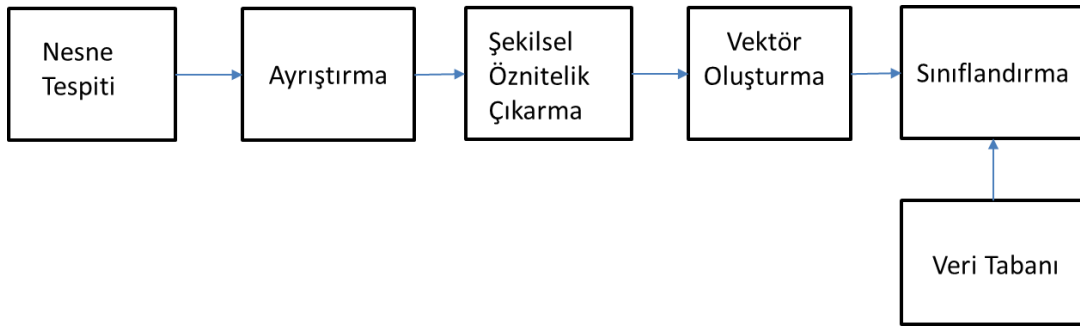 Nesne
Tespiti
Ayrıştırma
Şekilsel
Öznitelik
Çıkarma
Vektör
Oluşturma
Sınıflandırma
Veri Tabanı